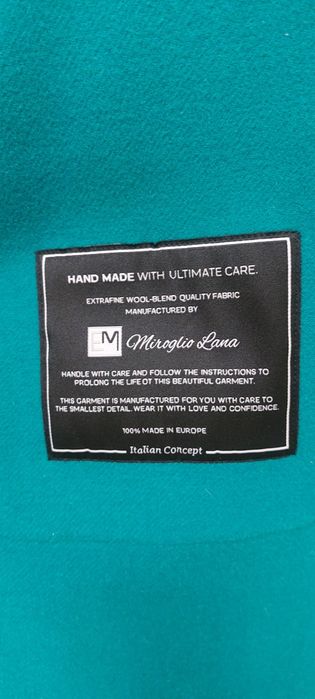 HAND MADE WITH ULTIMATE CARE.
EXTRAFINE WOOL-BLEND QUALITY FABRIC
MANUFACTURED BY
EM Miroglio Lana
HANDLE WITH CARE AND FOLLOW THE INSTRUCTIONS TO
PROLONG THE LIFE OT THIS BEAUTIFUL GARMENT.
THIS GARMENT IS MANUFACTURED FOR YOU WITH CARE TO
THE SMALLEST DETAIL. WEAR IT WITH LOVE AND CONFIDENCE.
100% MADE IN EUROPE
Italian Concept